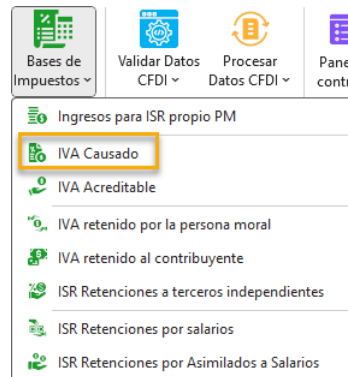 Bases de Impuestos
Validar Datos CFDI
Procesar Datos CFDI
Ingresos para ISR propio PM
IVA Causado
IVA Acreditable
IVA retenido por la persona moral
IVA retenido al contribuyente
ISR Retenciones a terceros independientes
ISR Retenciones por salarios
ISR Retenciones por Asimilados a Salarios